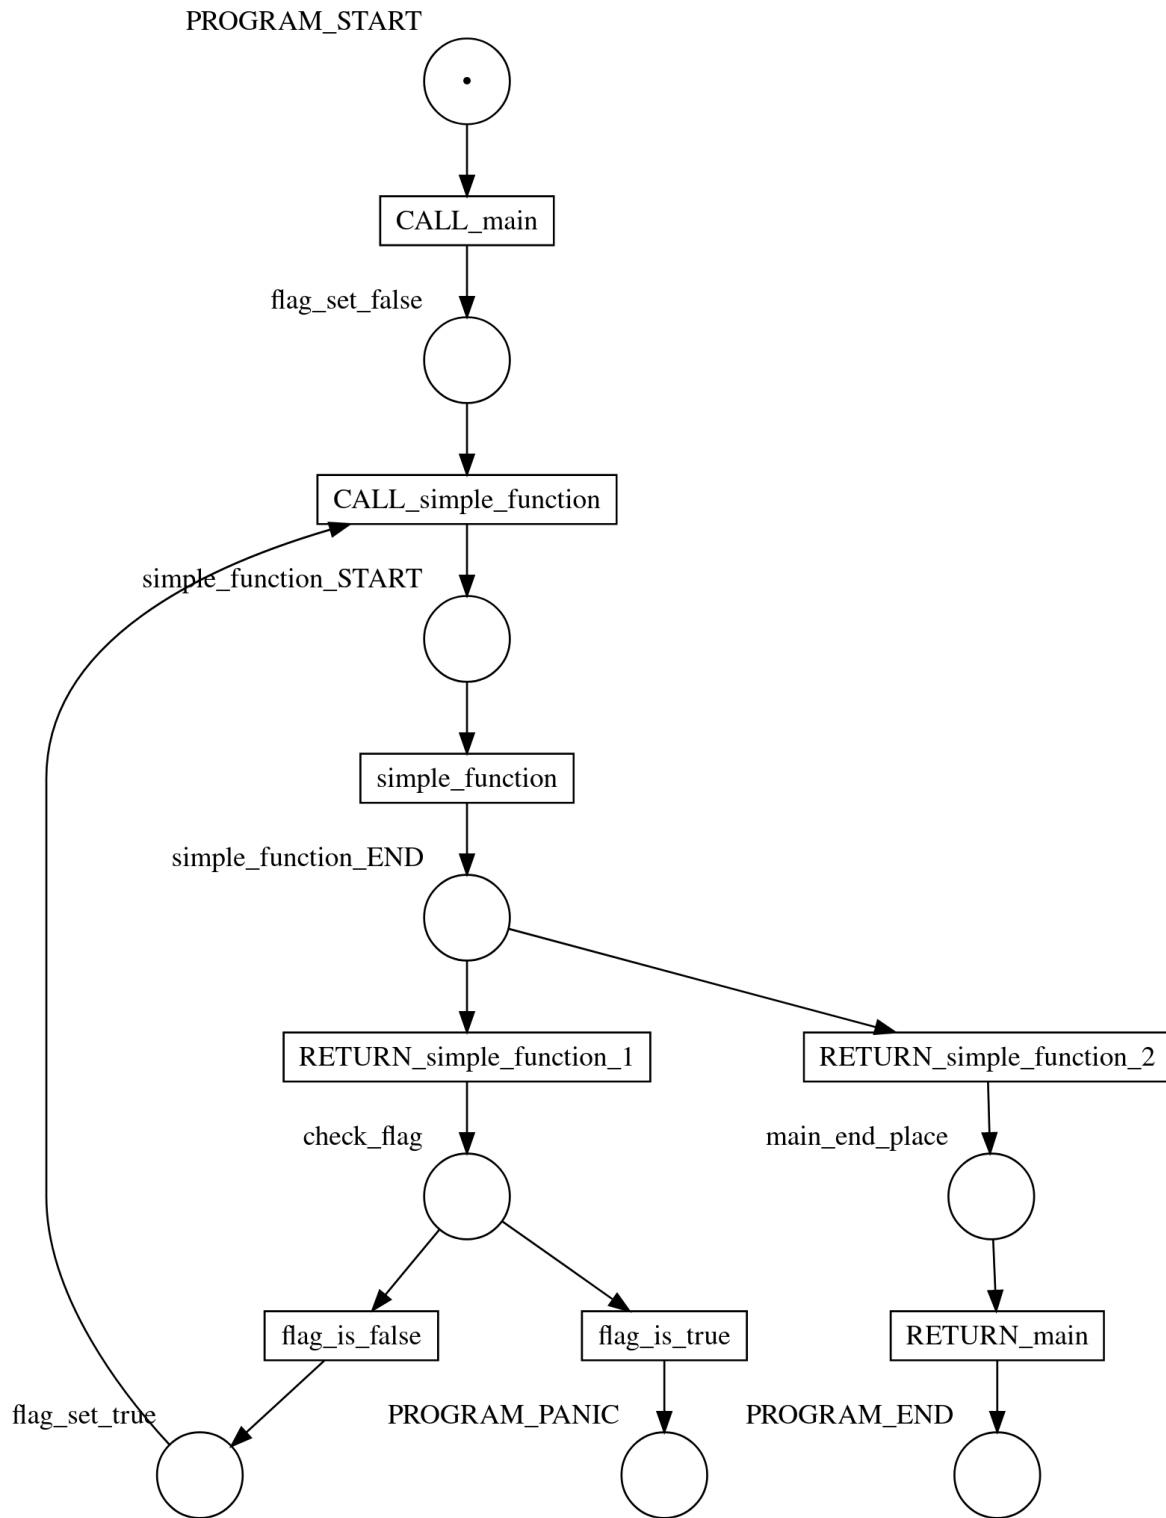 PROGRAM_START
CALL_main
flag_set_false
CALL_simple_function
simple_function_START
simple_function
simple_function_END
RETURN_simple_function_1
RETURN_simple_function_2
check_flag
main_end_place
flag_is_false
flag_is_true
RETURN_main
flag_set_true
PROGRAM_PANIC
PROGRAM_END